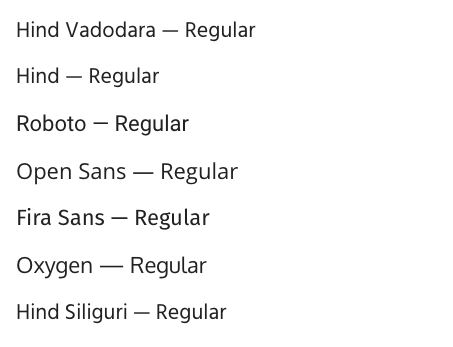 Hind Vadodara — Regular
Hind — Regular
Roboto — Regular
Open Sans — Regular
Fira Sans — Regular
Oxygen — Regular
Hind Siliguri — Regular